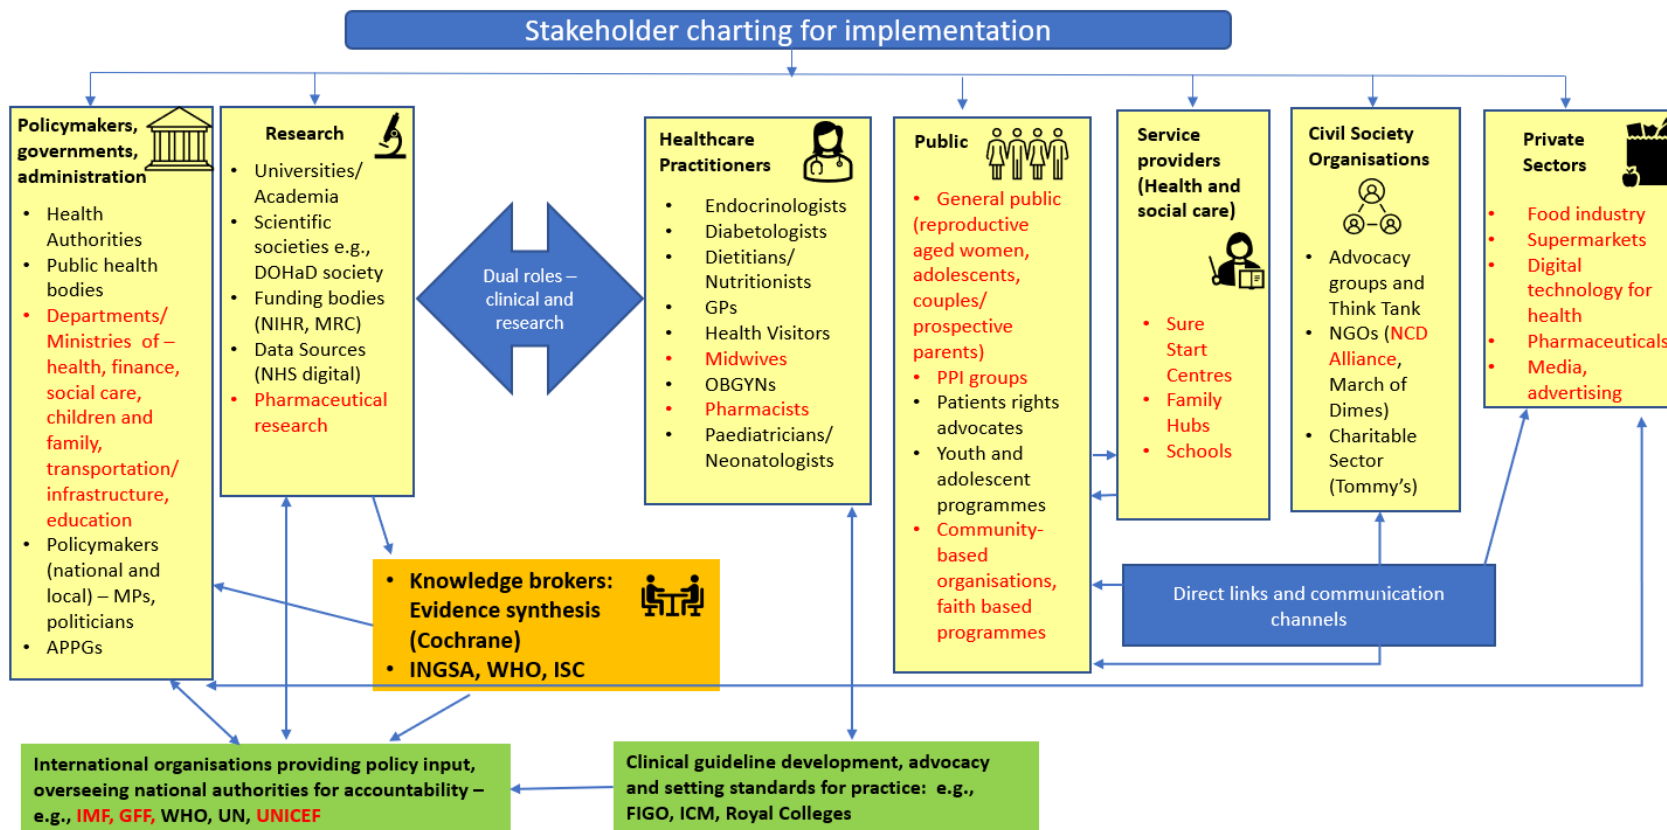 Stakeholder charting for implementation
Policymakers,
governments,
administration
• Health
Authorities
• Public health
bodies
• Departments/
Ministries of –
health, finance,
social care,
children and
family,
transportation/
infrastructure,
education
• Policymakers
(national and
local) – MPs,
politicians
• APPGs
Research
• Universities/
Academia
• Scientific
societies e.g.,
DOHaD society
• Funding bodies
(NIHR, MRC)
• Data Sources
(NHS digital)
• Pharmaceutical
research
Dual roles –
clinical and
research
Healthcare
Practitioners
• Endocrinologists
• Diabetologists
• Dietitians/
Nutritionists
• GPs
• Health Visitors
• Midwives
• OBGYNs
• Pharmacists
• Paediatricians/
Neonatologists
Public
• General public
(reproductive
aged women,
adolescents,
couples/
prospective
parents)
• PPI groups
• Patients rights
advocates
• Youth and
adolescent
programmes
• Community-
based
organisations,
faith based
programmes
Service
providers
(Health and
social care)
• Sure
Start
Centres
• Family
Hubs
• Schools
Civil Society
Organisations
• Advocacy
groups and
Think Tank
• NGOs (NCD
Alliance,
March of
Dimes)
• Charitable
Sector
(Tommy's)
Private
Sectors
• Food industry
• Supermarkets
• Digital
technology for
health
• Pharmaceuticals
• Media,
advertising
• Knowledge brokers:
Evidence synthesis
(Cochrane)
• INGSA, WHO, ISC
Direct links and communication
channels
International organisations providing policy input,
overseeing national authorities for accountability –
e.g., IMF, GFF, WHO, UN, UNICEF
Clinical guideline development, advocacy
and setting standards for practice: e.g.,
FIGO, ICM, Royal Colleges